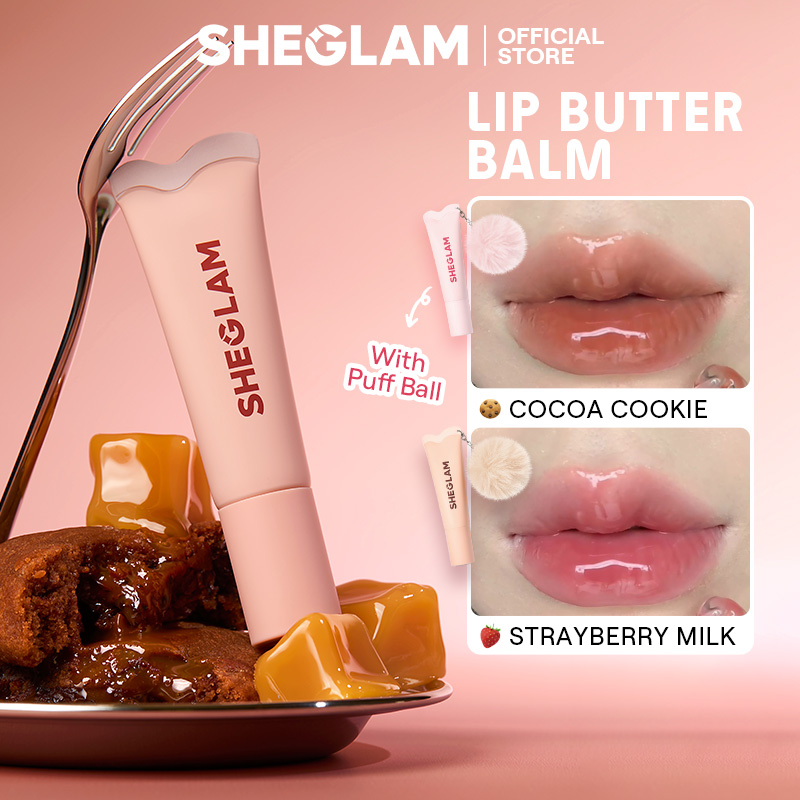 SHEGLAM
OFFICIAL
STORE
LIP BUTTER
BALM
SHEGLAM
SHEGLAM
With
Puff Ball
COCOA COOKIE
SHEGLAM
STRAYBERRY MILK